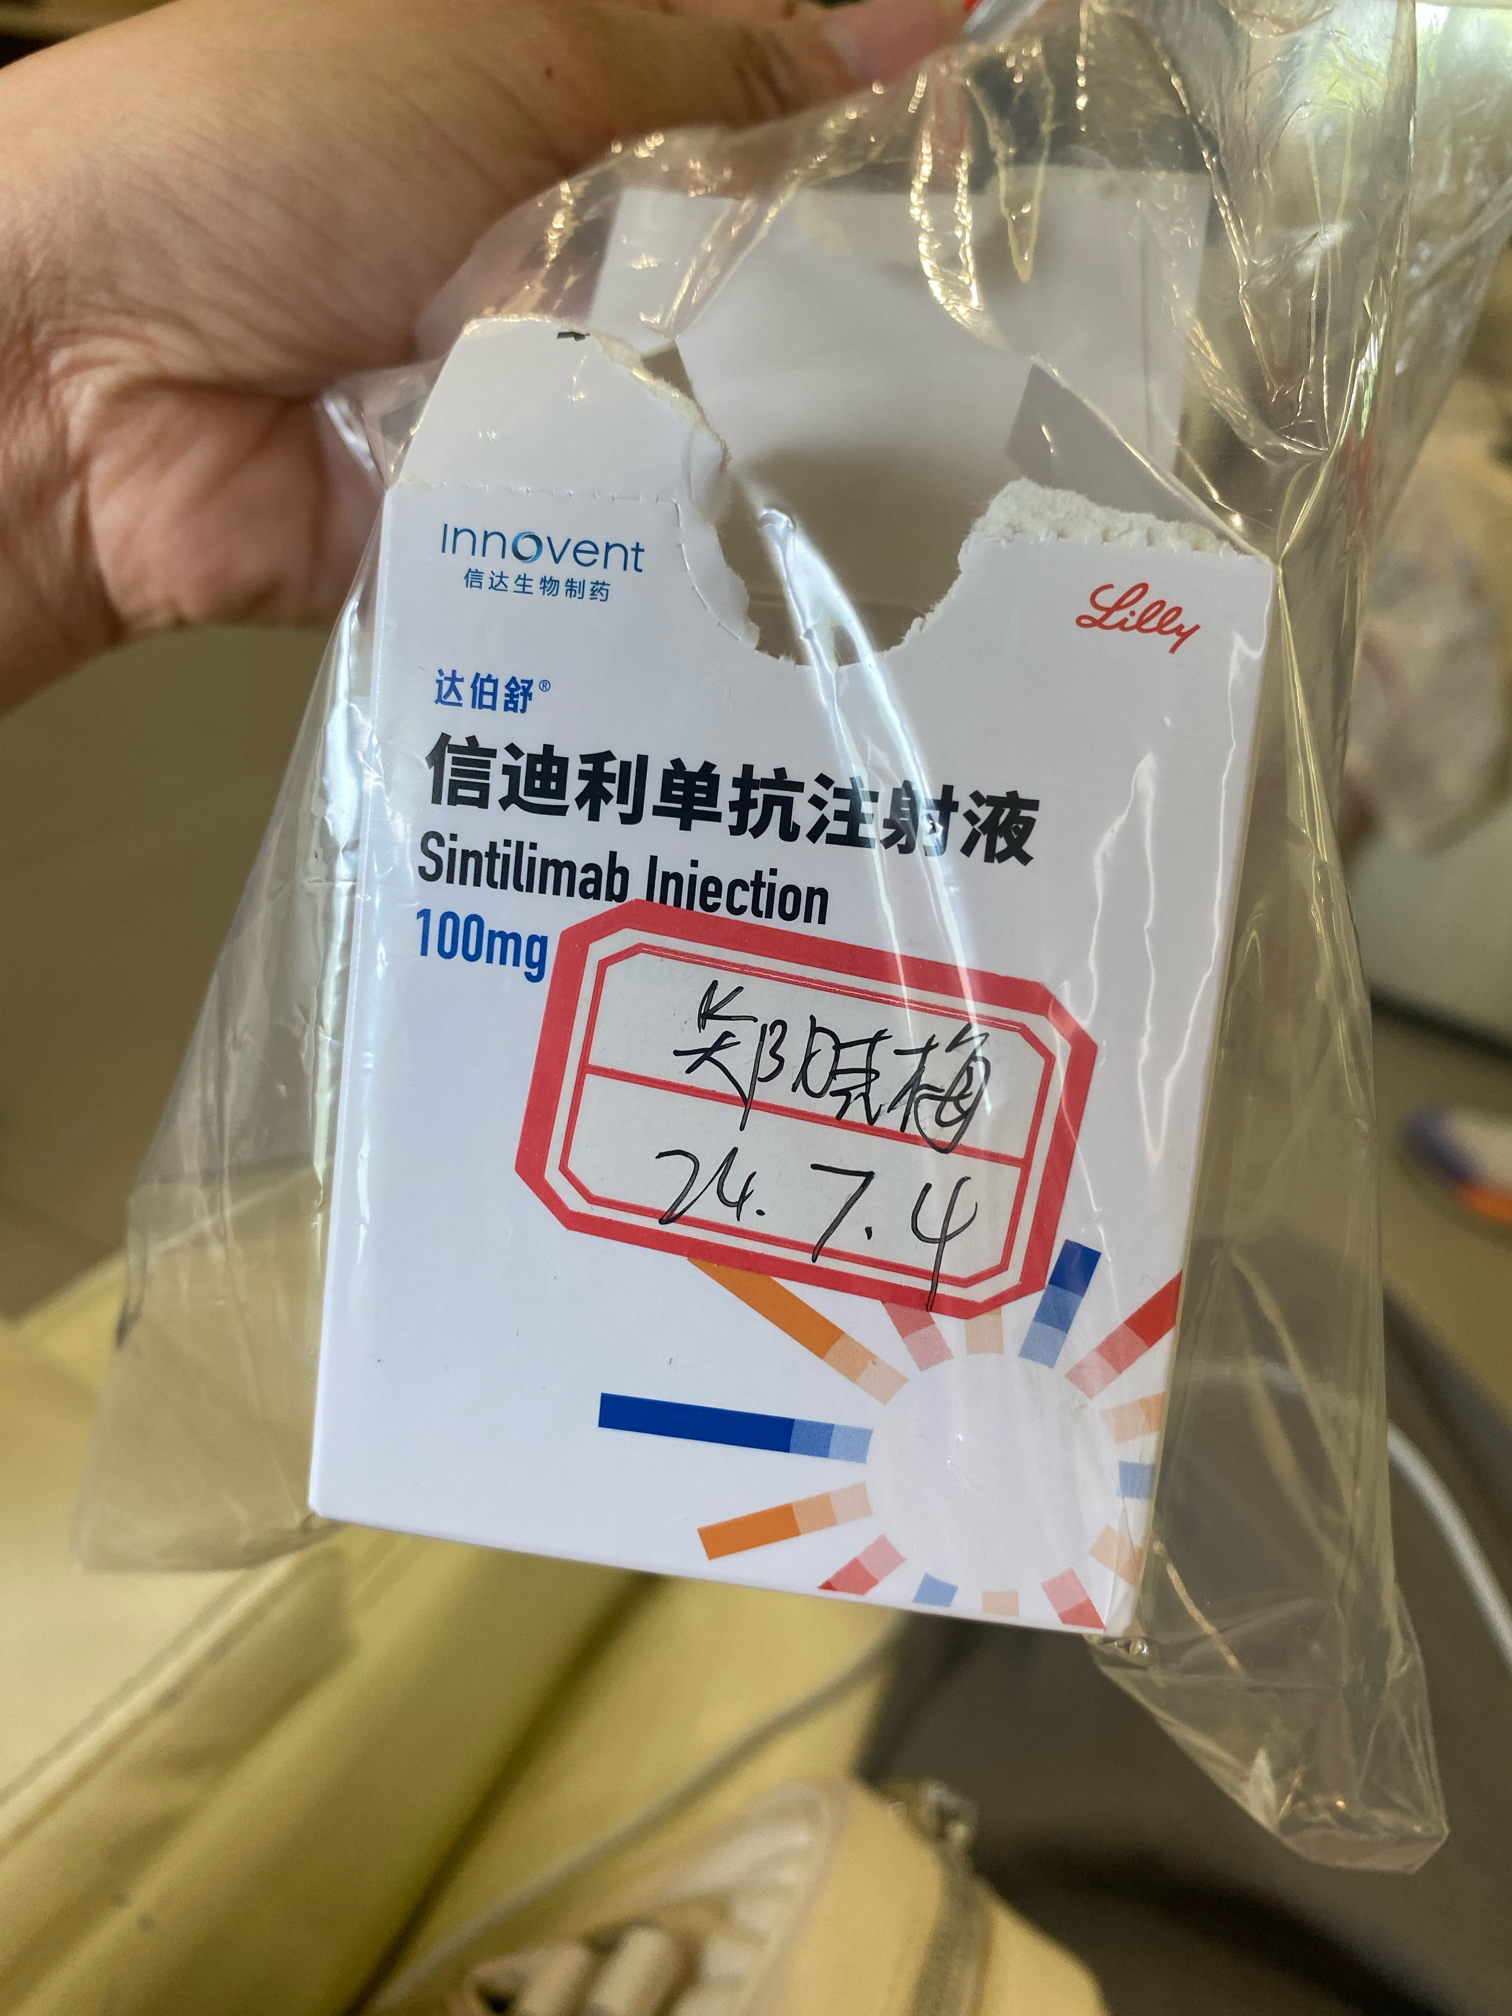 Innovent
信达生物制药
Lilly
达伯舒®
信迪利单抗注射液
Sintilimab Injection
100mg
郑晓梅
24.7.4